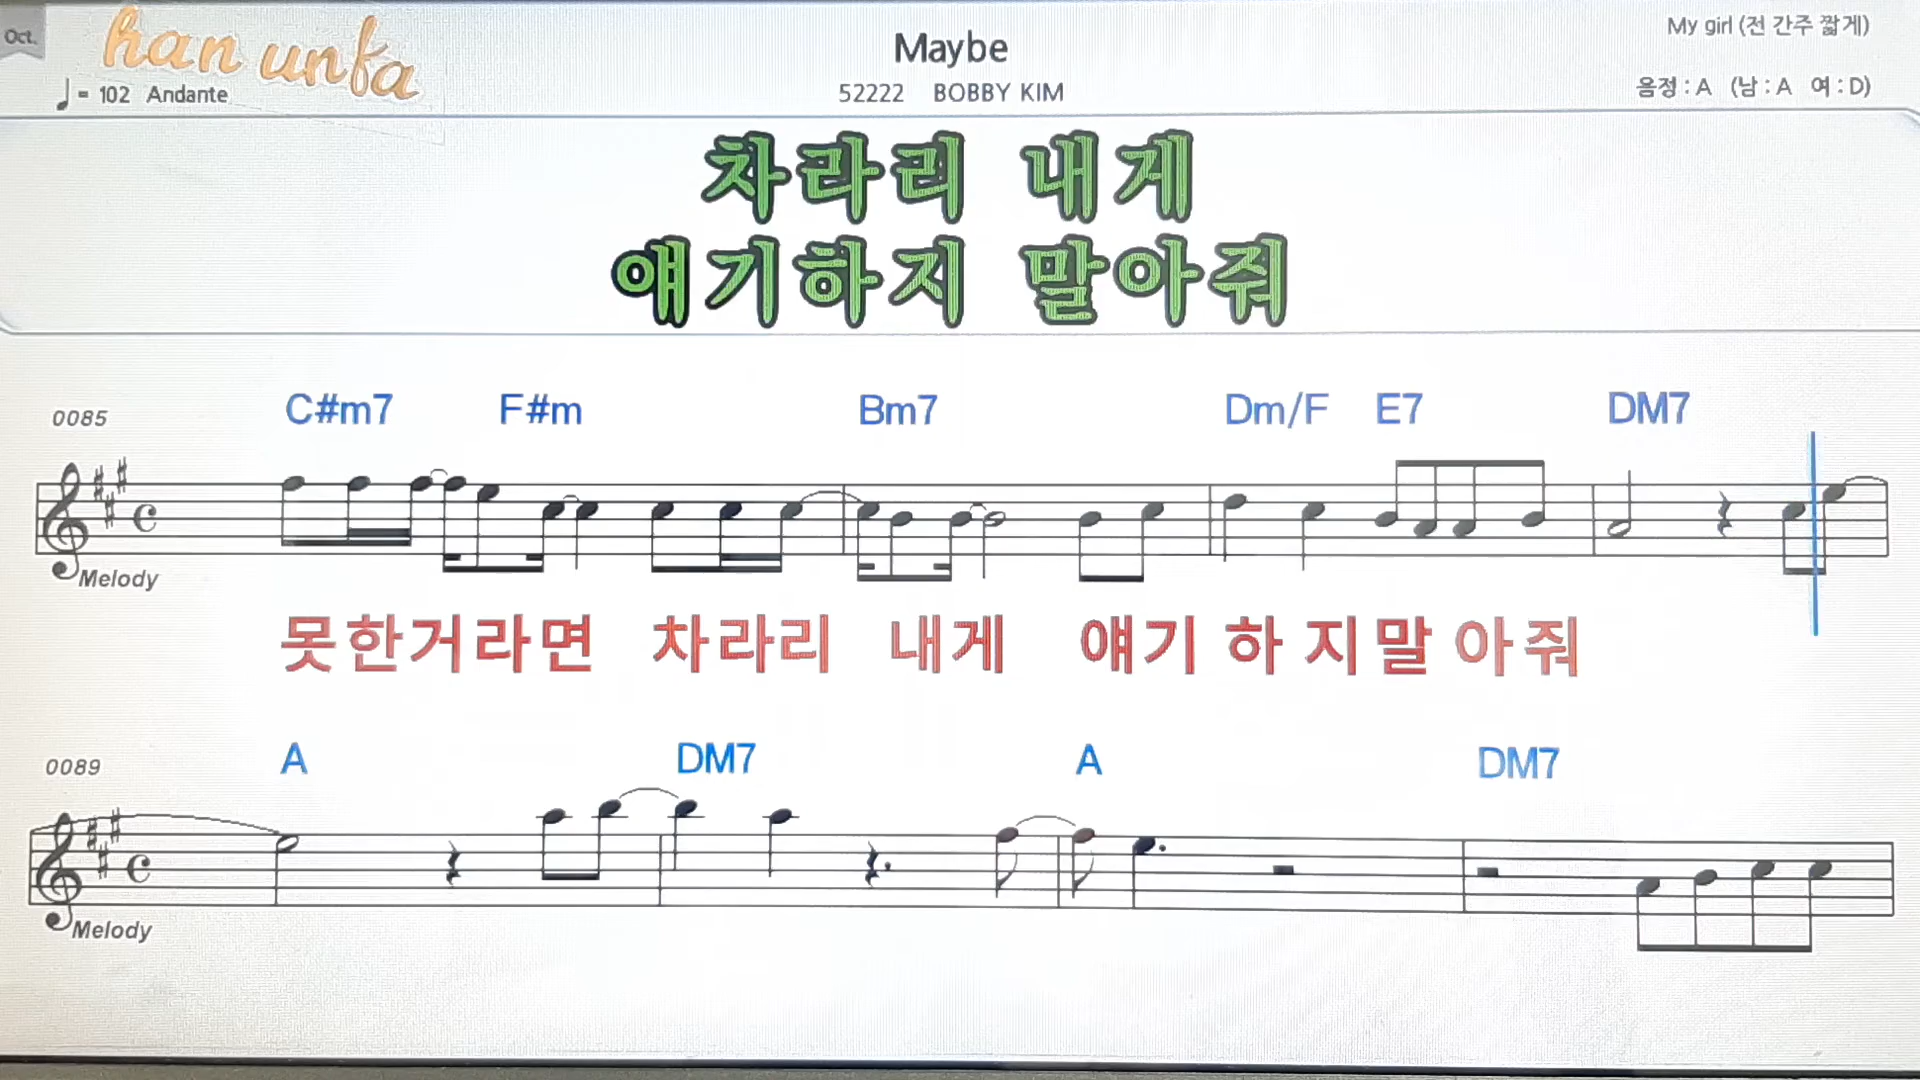 Oct.
han unfa
Maybe
My girl (전 간주 짧게)
♩= 102 Andante
52222 BOBBY KIM
음정 : A (남 : A 여 : D)
차라리 내게
얘기하지 말아줘
0085 C#m7 F#m Bm7 Dm/F E7 DM7
Melody
못한거라면 차라리 내게 얘기 하 지말 아줘
0089 A DM7 A DM7
Melody